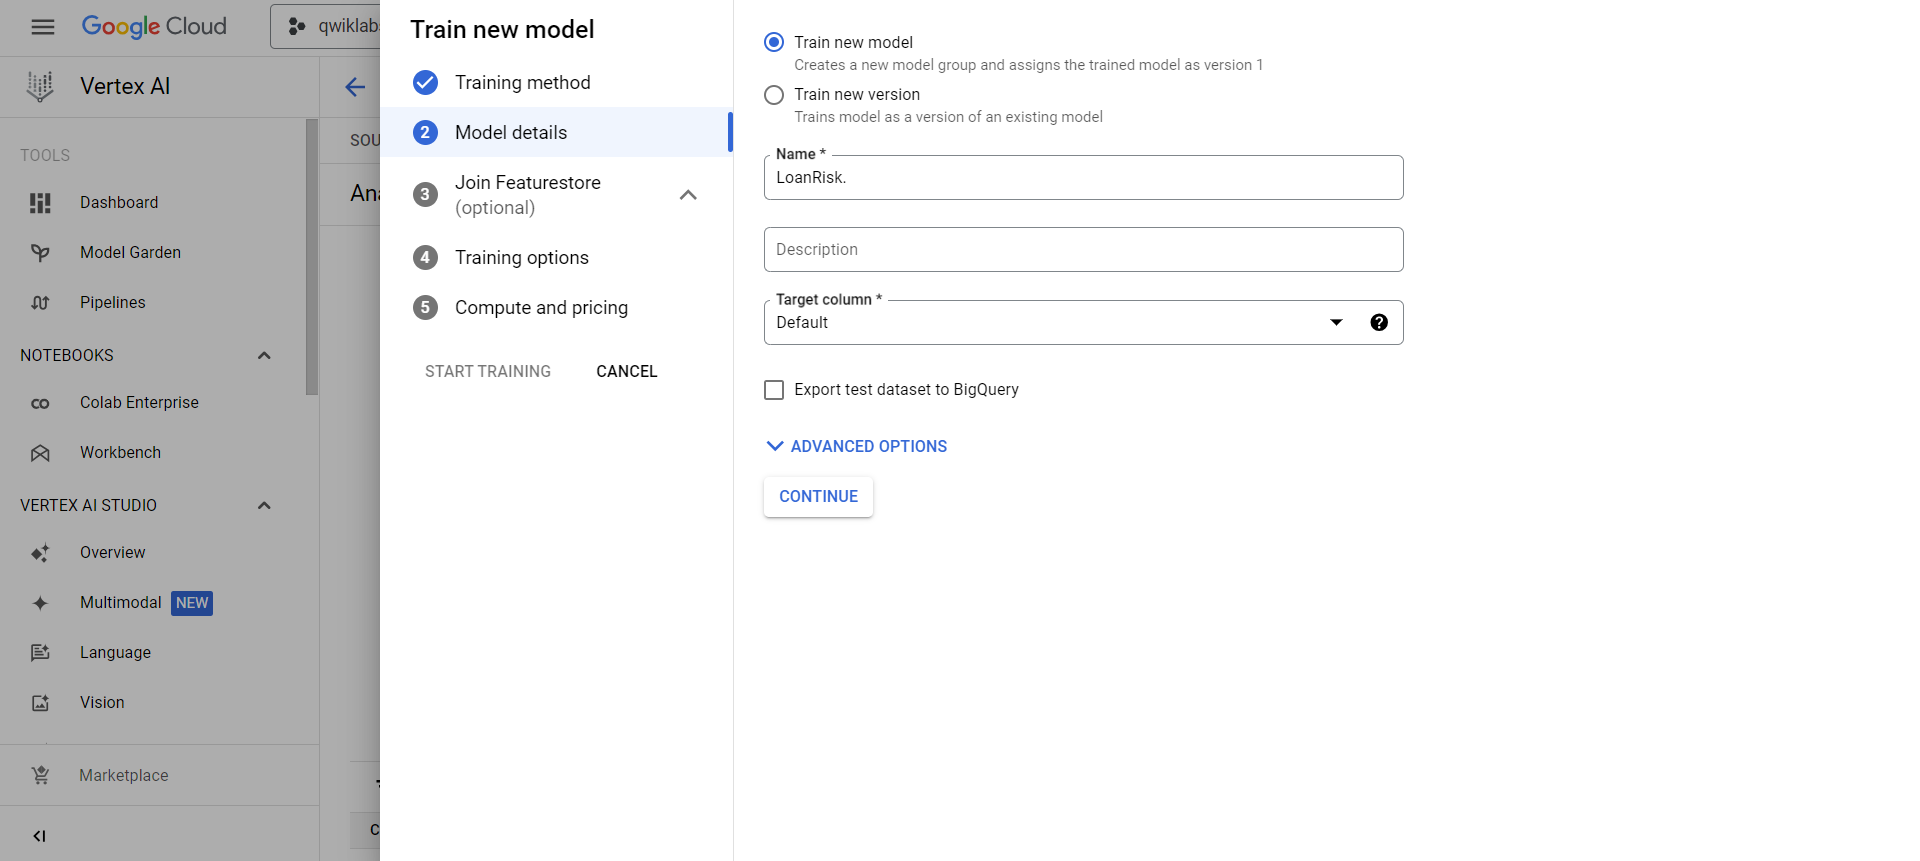 Google Cloud
qwiklabs
Vertex AI
TOOLS
Dashboard
Model Garden
Pipelines
NOTEBOOKS
Colab Enterprise
Workbench
VERTEX AI STUDIO
Overview
Multimodal NEW
Language
Vision
Marketplace
SOU
Ana
C
Train new model
Training method
2 Model details
3 Join Featurestore
(optional)
4 Training options
5 Compute and pricing
START TRAINING CANCEL
Train new model
Creates a new model group and assigns the trained model as version 1
Train new version
Trains model as a version of an existing model
Name *
LoanRisk.
Description
Target column *
Default
Export test dataset to BigQuery
ADVANCED OPTIONS
CONTINUE